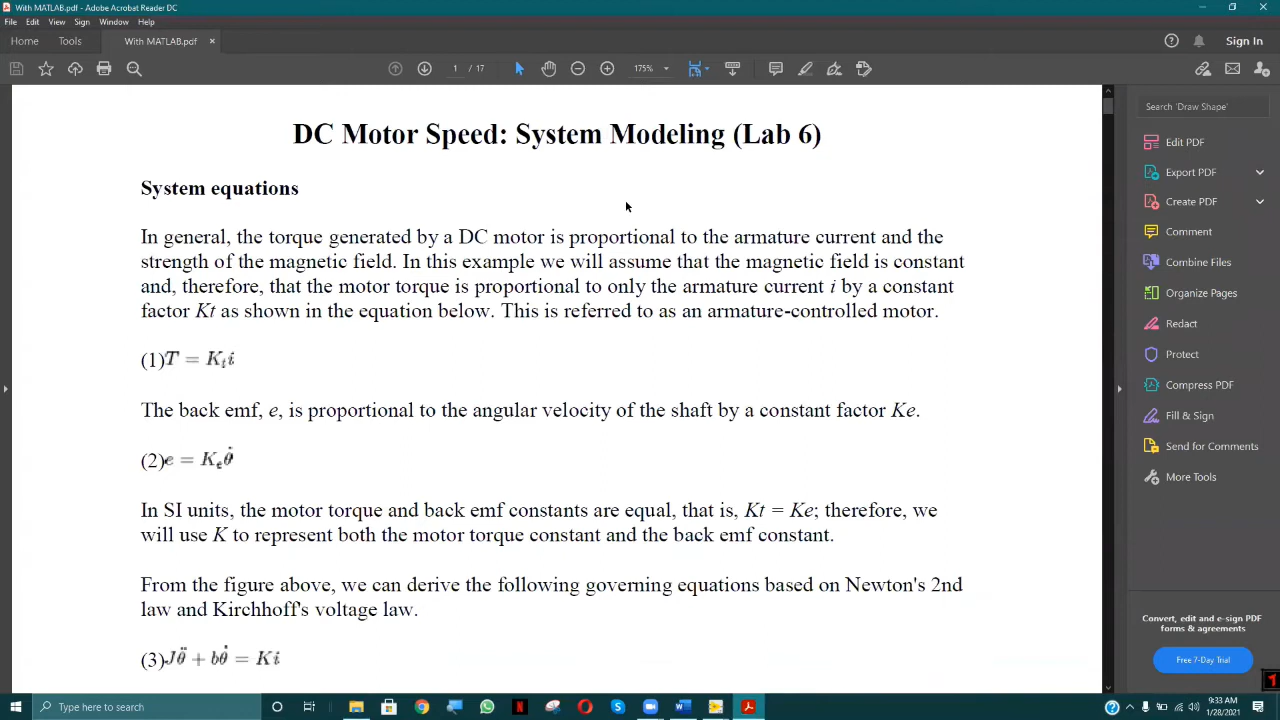 With MATLAB.pdf - Adobe Acrobat Reader DC
File Edit View Sign Window Help
Home Tools With MATLAB.pdf × Sign In
1 / 17 175%
Search 'Draw Shape'
DC Motor Speed: System Modeling (Lab 6)
System equations
In general, the torque generated by a DC motor is proportional to the armature current and the
strength of the magnetic field. In this example we will assume that the magnetic field is constant
and, therefore, that the motor torque is proportional to only the armature current i by a constant
factor Kt as shown in the equation below. This is referred to as an armature-controlled motor.
(1) T = Kₜi
The back emf, e, is proportional to the angular velocity of the shaft by a constant factor Ke.
(2) e = Kₑθ̇
In SI units, the motor torque and back emf constants are equal, that is, Kt = Ke; therefore, we
will use K to represent both the motor torque constant and the back emf constant.
From the figure above, we can derive the following governing equations based on Newton's 2nd
law and Kirchhoff's voltage law.
(3) Jθ̈ + bθ̇ = Ki
Edit PDF
Export PDF
Create PDF
Comment
Combine Files
Organize Pages
Redact
Protect
Compress PDF
Fill & Sign
Send for Comments
More Tools
Convert, edit and e-sign PDF
forms & agreements
Free 7-Day Trial
1
Type here to search
9:33 AM
1/28/2021